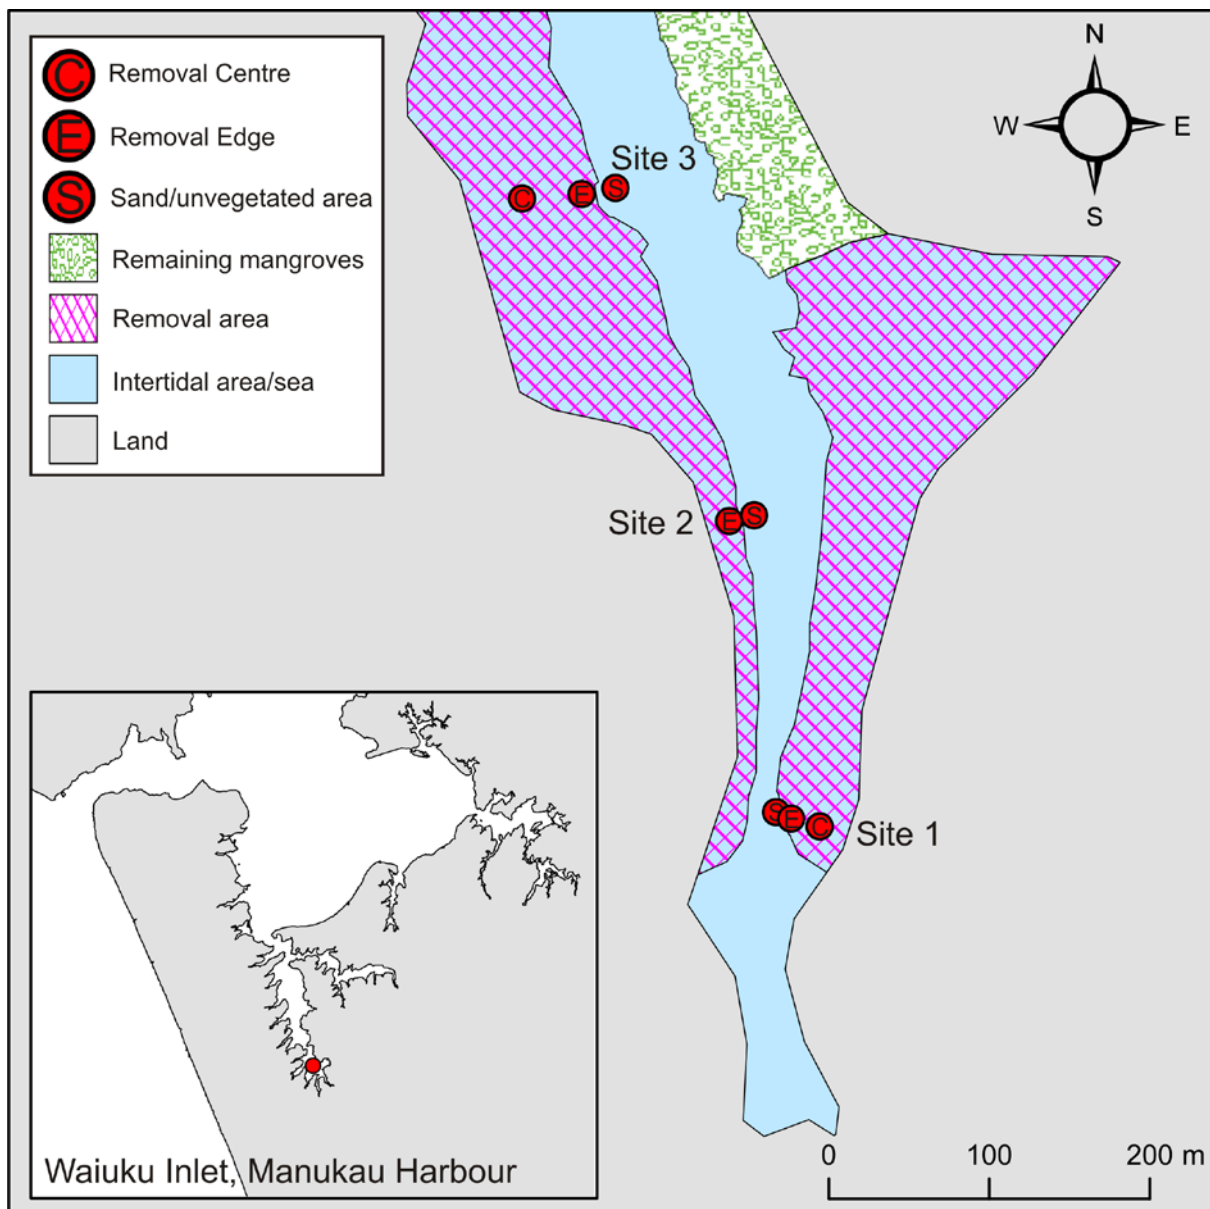 C Removal Centre
E Removal Edge
S Sand/unvegetated area
Remaining mangroves
Removal area
Intertidal area/sea
Land
N
W E
S
Site 3
C E S
Site 2
E S
S E C
Site 1
Waiuku Inlet, Manukau Harbour
0 100 200 m